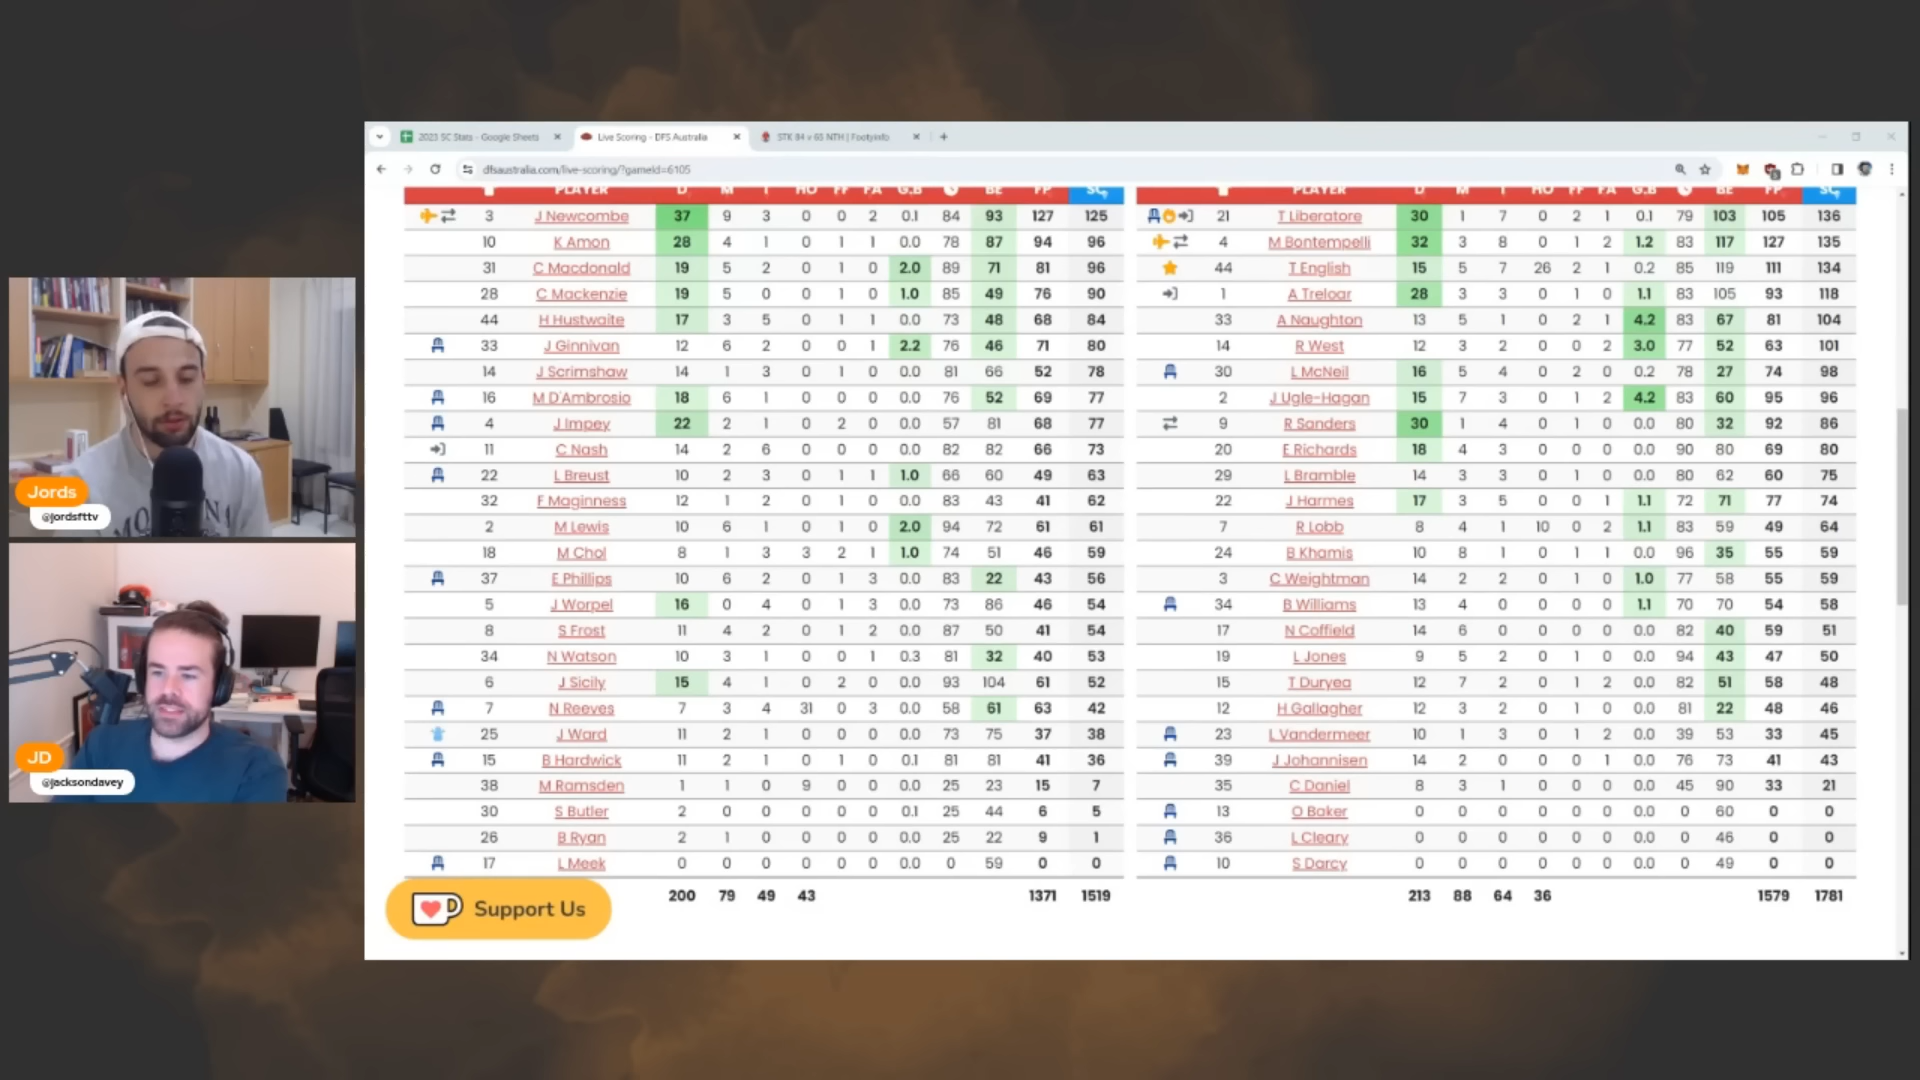 2023 SC Stats - Google Sheets
Live Scoring - DFS Australia
STK 84 v 65 NTH | Footyinfo
dfsaustralia.com/live-scoring/?gameId=6105
PLAYER D M T HO FF FA G.B BE FP SC
PLAYER D M T HO FF FA G.B BE FP SC
3 J Newcombe 37 9 3 0 0 2 0.1 84 93 127 125
21 T Liberatore 30 1 7 0 2 1 0.1 79 103 105 136
10 K Amon 28 4 1 0 1 1 0.0 78 87 94 96
4 M Bontempelli 32 3 8 0 1 2 1.2 83 117 127 135
31 C Macdonald 19 5 2 0 1 0 2.0 89 71 81 96
44 T English 15 5 7 26 2 1 0.2 85 119 111 134
28 C Mackenzie 19 5 0 0 1 0 1.0 85 49 76 90
1 A Treloar 28 3 3 0 1 0 1.1 83 105 93 118
44 H Hustwaite 17 3 5 0 1 1 0.0 73 48 68 84
33 A Naughton 13 5 1 0 2 1 4.2 83 67 81 104
33 J Ginnivan 12 6 2 0 0 1 2.2 76 46 71 80
14 R West 12 3 2 0 0 2 3.0 77 52 63 101
14 J Scrimshaw 14 1 3 0 1 0 0.0 81 66 52 78
30 L McNeil 16 5 4 0 2 0 0.2 78 27 74 98
16 M D'Ambrosio 18 6 1 0 0 0 0.0 76 52 69 77
2 J Ugle-Hagan 15 7 3 0 1 2 4.2 83 60 95 96
4 J Impey 22 2 1 0 2 0 0.0 57 81 68 77
9 R Sanders 30 1 4 0 1 0 0.0 80 32 92 86
11 C Nash 14 2 6 0 0 0 0.0 82 82 66 73
20 E Richards 18 4 3 0 0 0 0.0 90 80 69 80
22 L Breust 10 2 3 0 1 1 1.0 66 60 49 63
29 L Bramble 14 3 3 0 1 0 0.0 80 62 60 75
32 F Maginness 12 1 2 0 1 0 0.0 83 43 41 62
22 J Harmes 17 3 5 0 0 1 1.1 72 71 77 74
2 M Lewis 10 6 1 0 1 0 2.0 94 72 61 61
7 R Lobb 8 4 1 10 0 2 1.1 83 59 49 64
18 M Chol 8 1 3 3 2 1 1.0 74 51 46 59
24 B Khamis 10 8 1 0 1 1 0.0 96 35 55 59
37 E Phillips 10 6 2 0 1 3 0.0 83 22 43 56
3 C Weightman 14 2 2 0 1 0 1.0 77 58 55 59
5 J Worpel 16 0 4 0 1 3 0.0 73 86 46 54
34 B Williams 13 4 0 0 0 0 1.1 70 70 54 58
8 S Frost 11 4 2 0 1 2 0.0 87 50 41 54
17 N Coffield 14 6 0 0 0 0 0.0 82 40 59 51
34 N Watson 10 3 1 0 0 1 0.3 81 32 40 53
19 L Jones 9 5 2 0 1 0 0.0 94 43 47 50
6 J Sicily 15 4 1 0 2 0 0.0 93 104 61 52
15 T Duryea 12 7 2 0 1 2 0.0 82 51 58 48
7 N Reeves 7 3 4 31 0 3 0.0 58 61 63 42
12 H Gallagher 12 3 2 0 1 0 0.0 81 22 48 46
25 J Ward 11 2 1 0 0 0 0.0 73 75 37 38
23 L Vandermeer 10 1 3 0 1 2 0.0 39 53 33 45
15 B Hardwick 11 2 1 0 1 0 0.1 81 81 41 36
39 J Johannisen 14 2 0 0 0 1 0.0 76 73 41 43
38 M Ramsden 1 1 0 9 0 0 0.0 25 23 15 7
35 C Daniel 8 3 1 0 0 0 0.0 45 90 33 21
30 S Butler 2 0 0 0 0 0 0.1 25 44 6 5
13 O Baker 0 0 0 0 0 0 0.0 0 60 0 0
26 B Ryan 2 1 0 0 0 0 0.0 25 22 9 1
36 L Cleary 0 0 0 0 0 0 0.0 0 46 0 0
17 L Meek 0 0 0 0 0 0 0.0 0 59 0 0
10 S Darcy 0 0 0 0 0 0 0.0 0 49 0 0
200 79 49 43 1371 1519
213 88 64 36 1579 1781
Support Us
Jords
@jordsfttv
JD
@jacksondavey